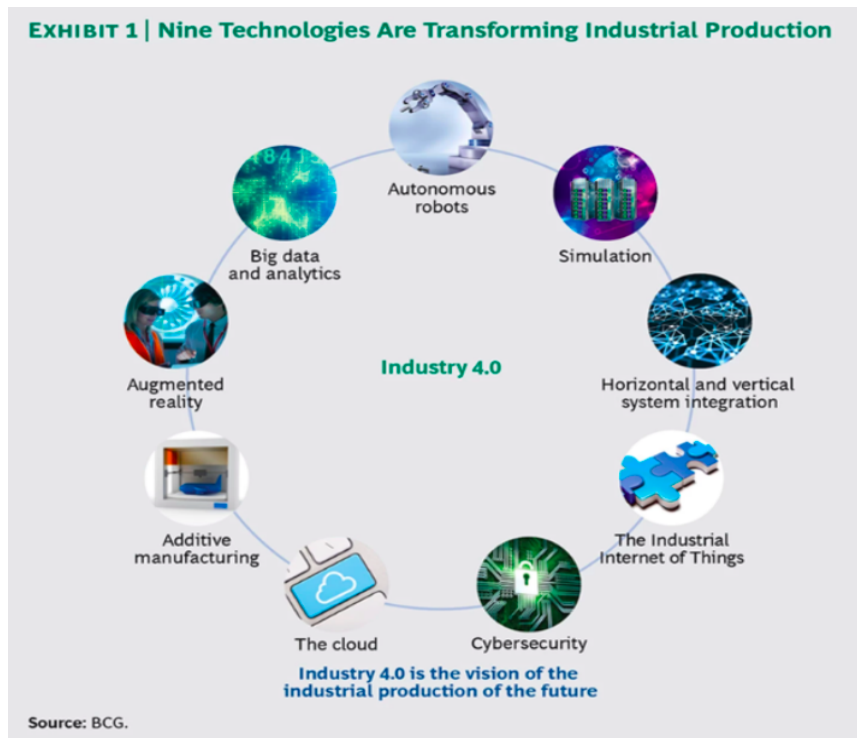 EXHIBIT 1 | Nine Technologies Are Transforming Industrial Production
Autonomous
robots
Simulation
Horizontal and vertical
system integration
The Industrial
Internet of Things
Cybersecurity
The cloud
Additive
manufacturing
Augmented
reality
Big data
and analytics
Industry 4.0
Industry 4.0 is the vision of the
industrial production of the future
Source: BCG.